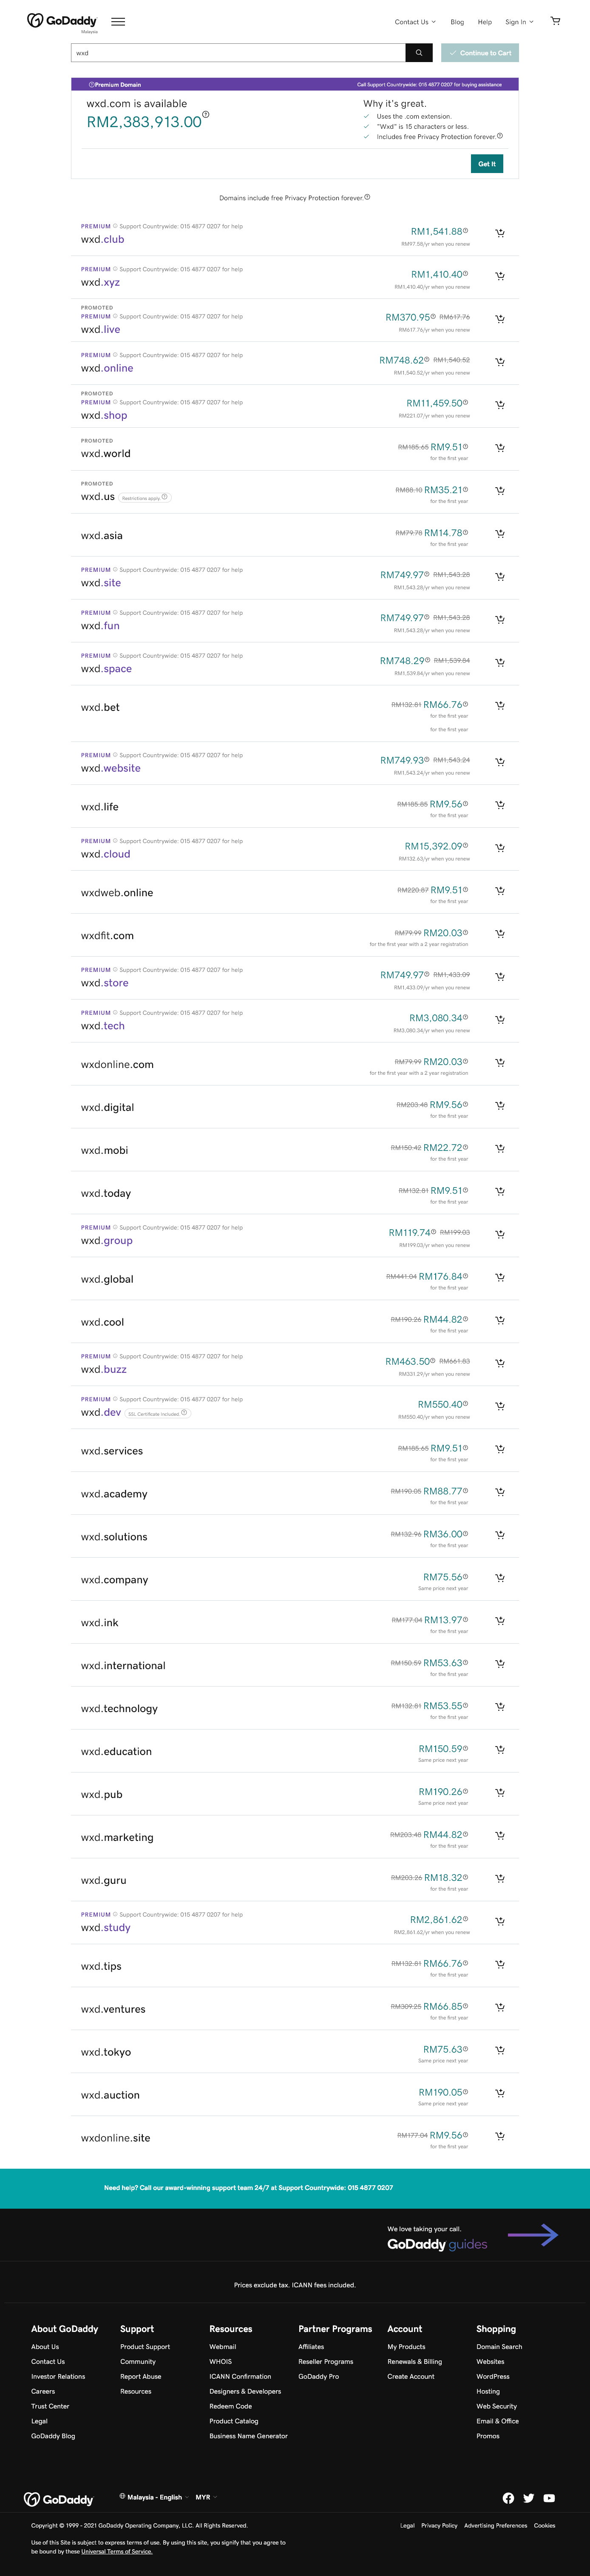 GoDaddy
Malaysia
Contact Us
Blog
Help
Sign In
wxd
Continue to Cart
Premium Domain
Call Support Countrywide: 015 4877 0207 for buying assistance
wxd.com is available
RM2,383,913.00
Why it's great.
Uses the .com extension.
"Wxd" is 15 characters or less.
Includes free Privacy Protection forever.
Get It
Domains include free Privacy Protection forever.
PREMIUM Support Countrywide: 015 4877 0207 for help
wxd.club
RM1,541.88
RM97.58/yr when you renew
PREMIUM Support Countrywide: 015 4877 0207 for help
wxd.xyz
RM1,410.40
RM1,410.40/yr when you renew
PROMOTED
PREMIUM Support Countrywide: 015 4877 0207 for help
wxd.live
RM370.95 RM617.76
RM617.76/yr when you renew
PREMIUM Support Countrywide: 015 4877 0207 for help
wxd.online
RM748.62 RM1,540.52
RM1,540.52/yr when you renew
PROMOTED
PREMIUM Support Countrywide: 015 4877 0207 for help
wxd.shop
RM11,459.50
RM221.07/yr when you renew
PROMOTED
wxd.world
RM185.65 RM9.51
for the first year
PROMOTED
wxd.us Restrictions apply
RM88.10 RM35.21
for the first year
wxd.asia
RM79.78 RM14.78
for the first year
PREMIUM Support Countrywide: 015 4877 0207 for help
wxd.site
RM749.97 RM1,543.28
RM1,543.28/yr when you renew
PREMIUM Support Countrywide: 015 4877 0207 for help
wxd.fun
RM749.97 RM1,543.28
RM1,543.28/yr when you renew
PREMIUM Support Countrywide: 015 4877 0207 for help
wxd.space
RM748.29 RM1,539.84
RM1,539.84/yr when you renew
wxd.bet
RM132.81 RM66.76
for the first year
for the first year
PREMIUM Support Countrywide: 015 4877 0207 for help
wxd.website
RM749.93 RM1,543.24
RM1,543.24/yr when you renew
wxd.life
RM185.85 RM9.56
for the first year
PREMIUM Support Countrywide: 015 4877 0207 for help
wxd.cloud
RM15,392.09
RM132.63/yr when you renew
wxdweb.online
RM220.87 RM9.51
for the first year
wxdfit.com
RM79.99 RM20.03
for the first year with a 2 year registration
PREMIUM Support Countrywide: 015 4877 0207 for help
wxd.store
RM749.97 RM1,433.09
RM1,433.09/yr when you renew
PREMIUM Support Countrywide: 015 4877 0207 for help
wxd.tech
RM3,080.34
RM3,080.34/yr when you renew
wxdonline.com
RM79.99 RM20.03
for the first year with a 2 year registration
wxd.digital
RM203.48 RM9.56
for the first year
wxd.mobi
RM150.42 RM22.72
for the first year
wxd.today
RM132.81 RM9.51
for the first year
PREMIUM Support Countrywide: 015 4877 0207 for help
wxd.group
RM119.74 RM199.03
RM199.03/yr when you renew
wxd.global
RM441.04 RM176.84
for the first year
wxd.cool
RM190.26 RM44.82
for the first year
PREMIUM Support Countrywide: 015 4877 0207 for help
wxd.buzz
RM463.50 RM661.83
RM331.29/yr when you renew
PREMIUM Support Countrywide: 015 4877 0207 for help
wxd.dev SSL Certificate Included
RM550.40
RM550.40/yr when you renew
wxd.services
RM185.65 RM9.51
for the first year
wxd.academy
RM190.05 RM88.77
for the first year
wxd.solutions
RM132.96 RM36.00
for the first year
wxd.company
RM75.56
Same price next year
wxd.ink
RM177.04 RM13.97
for the first year
wxd.international
RM150.59 RM53.63
for the first year
wxd.technology
RM132.81 RM53.55
for the first year
wxd.education
RM150.59
Same price next year
wxd.pub
RM190.26
Same price next year
wxd.marketing
RM203.48 RM44.82
for the first year
wxd.guru
RM203.26 RM18.32
for the first year
PREMIUM Support Countrywide: 015 4877 0207 for help
wxd.study
RM2,861.62
RM2,861.62/yr when you renew
wxd.tips
RM132.81 RM66.76
for the first year
wxd.ventures
RM309.25 RM66.85
for the first year
wxd.tokyo
RM75.63
Same price next year
wxd.auction
RM190.05
Same price next year
wxdonline.site
RM177.04 RM9.56
for the first year
Need help? Call our award-winning support team 24/7 at Support Countrywide: 015 4877 0207
We love taking your call.
GoDaddy guides
Prices exclude tax. ICANN fees included.
About GoDaddy
About Us
Contact Us
Investor Relations
Careers
Trust Center
Legal
GoDaddy Blog
Support
Product Support
Community
Report Abuse
Resources
Resources
Webmail
WHOIS
ICANN Confirmation
Designers & Developers
Redeem Code
Product Catalog
Business Name Generator
Partner Programs
Affiliates
Reseller Programs
GoDaddy Pro
Account
My Products
Renewals & Billing
Create Account
Shopping
Domain Search
Websites
WordPress
Hosting
Web Security
Email & Office
Promos
GoDaddy
Malaysia - English
MYR
Copyright © 1999 - 2021 GoDaddy Operating Company, LLC. All Rights Reserved.
Legal
Privacy Policy
Advertising Preferences
Cookies
Use of this Site is subject to express terms of use. By using this site, you signify that you agree to
be bound by these Universal Terms of Service.